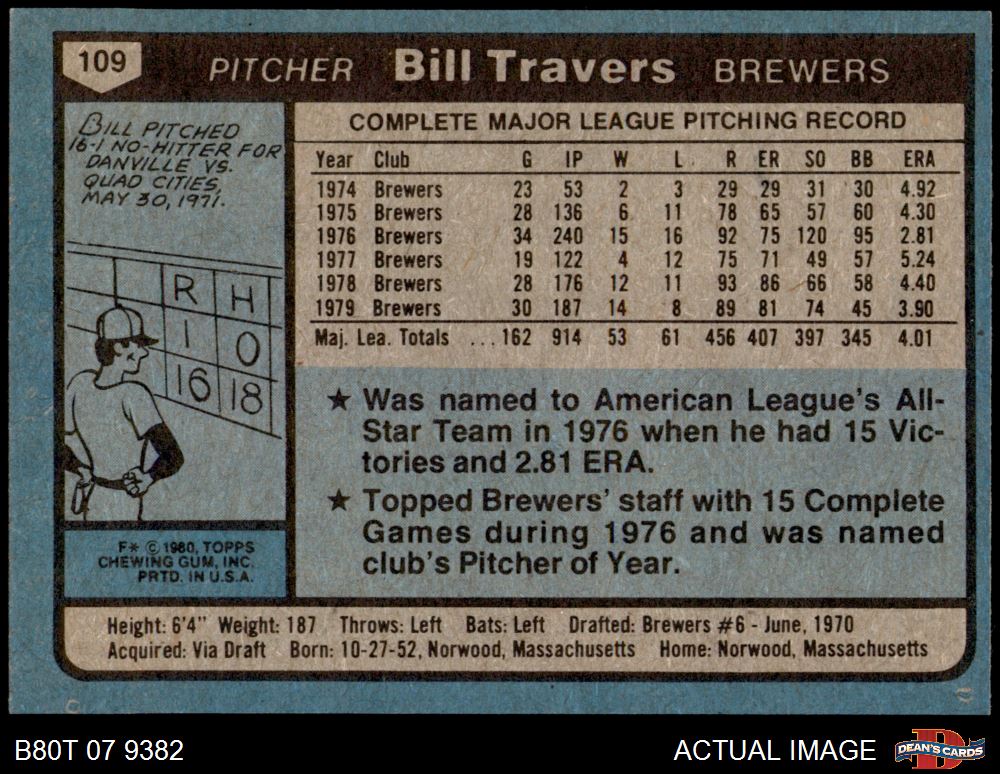 109 PITCHER Bill Travers BREWERS
BILL PITCHED
16-1 NO-HITTER FOR
DANVILLE VS.
QUAD CITIES,
MAY 30, 1971.
R H
1 0
16 18
F* © 1980, TOPPS
CHEWING GUM, INC.
PRTD. IN U.S.A.
COMPLETE MAJOR LEAGUE PITCHING RECORD
Year Club G IP W L R ER SO BB ERA
1974 Brewers 23 53 2 3 29 29 31 30 4.92
1975 Brewers 28 136 6 11 78 65 57 60 4.30
1976 Brewers 34 240 15 16 92 75 120 95 2.81
1977 Brewers 19 122 4 12 75 71 49 57 5.24
1978 Brewers 28 176 12 11 93 86 66 58 4.40
1979 Brewers 30 187 14 8 89 81 74 45 3.90
Maj. Lea. Totals ... 162 914 53 61 456 407 397 345 4.01
★ Was named to American League's All-
Star Team in 1976 when he had 15 Vic-
tories and 2.81 ERA.
★ Topped Brewers' staff with 15 Complete
Games during 1976 and was named
club's Pitcher of Year.
Height: 6'4" Weight: 187 Throws: Left Bats: Left Drafted: Brewers #6 - June, 1970
Acquired: Via Draft Born: 10-27-52, Norwood, Massachusetts Home: Norwood, Massachusetts
B80T 07 9382 ACTUAL IMAGE DEAN'S CARDS